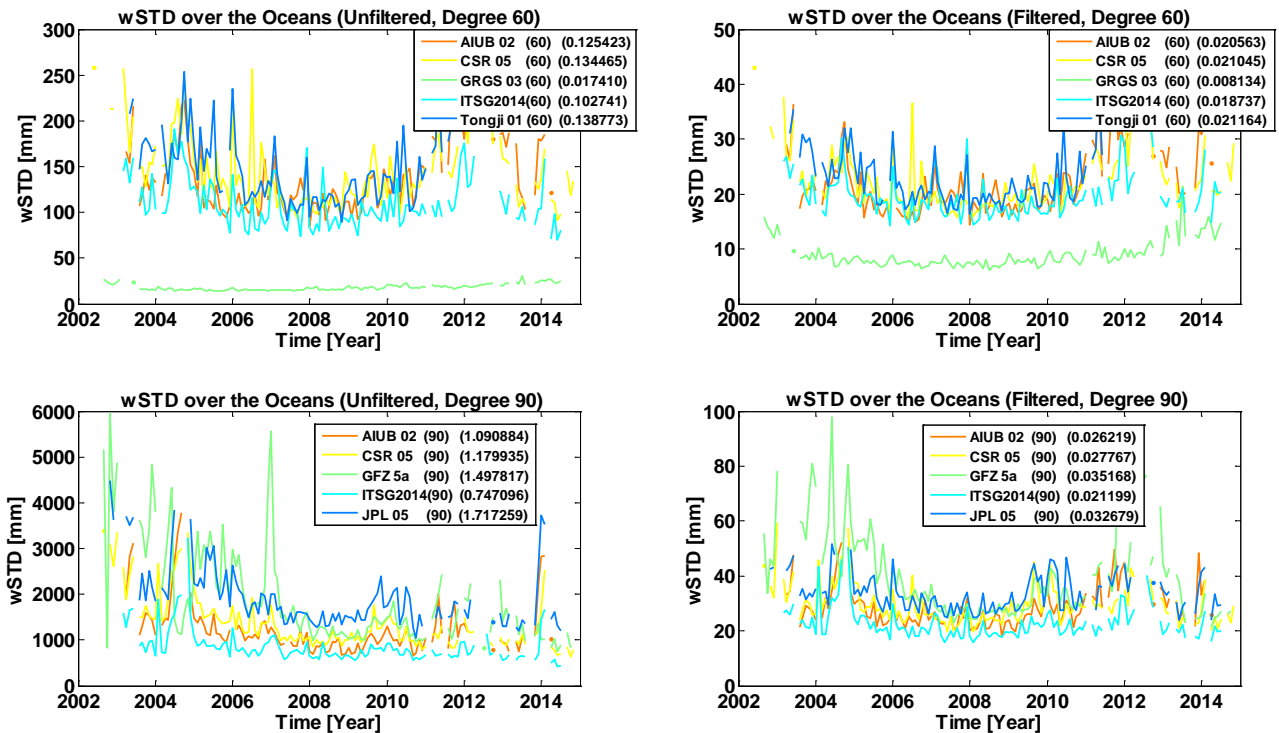 wSTD over the Oceans (Unfiltered, Degree 60)
300
250
200
150
100
50
0
wSTD [mm]
AIUB 02 (60) (0.125423)
CSR 05 (60) (0.134465)
GRGS 03 (60) (0.017410)
ITSG2014(60) (0.102741)
Tongji 01 (60) (0.138773)
2002 2004 2006 2008 2010 2012 2014
Time [Year]
wSTD over the Oceans (Filtered, Degree 60)
50
40
30
20
10
0
wSTD [mm]
AIUB 02 (60) (0.020563)
CSR 05 (60) (0.021045)
GRGS 03 (60) (0.008134)
ITSG2014 (60) (0.018737)
Tongji 01 (60) (0.021164)
2002 2004 2006 2008 2010 2012 2014
Time [Year]
wSTD over the Oceans (Unfiltered, Degree 90)
6000
5000
4000
3000
2000
1000
0
wSTD [mm]
AIUB 02 (90) (1.090884)
CSR 05 (90) (1.179935)
GFZ 5a (90) (1.497817)
ITSG2014(90) (0.747096)
JPL 05 (90) (1.717259)
2002 2004 2006 2008 2010 2012 2014
Time [Year]
wSTD over the Oceans (Filtered, Degree 90)
100
80
60
40
20
0
wSTD [mm]
AIUB 02 (90) (0.026219)
CSR 05 (90) (0.027767)
GFZ 5a (90) (0.035168)
ITSG2014(90) (0.021199)
JPL 05 (90) (0.032679)
2002 2004 2006 2008 2010 2012 2014
Time [Year]